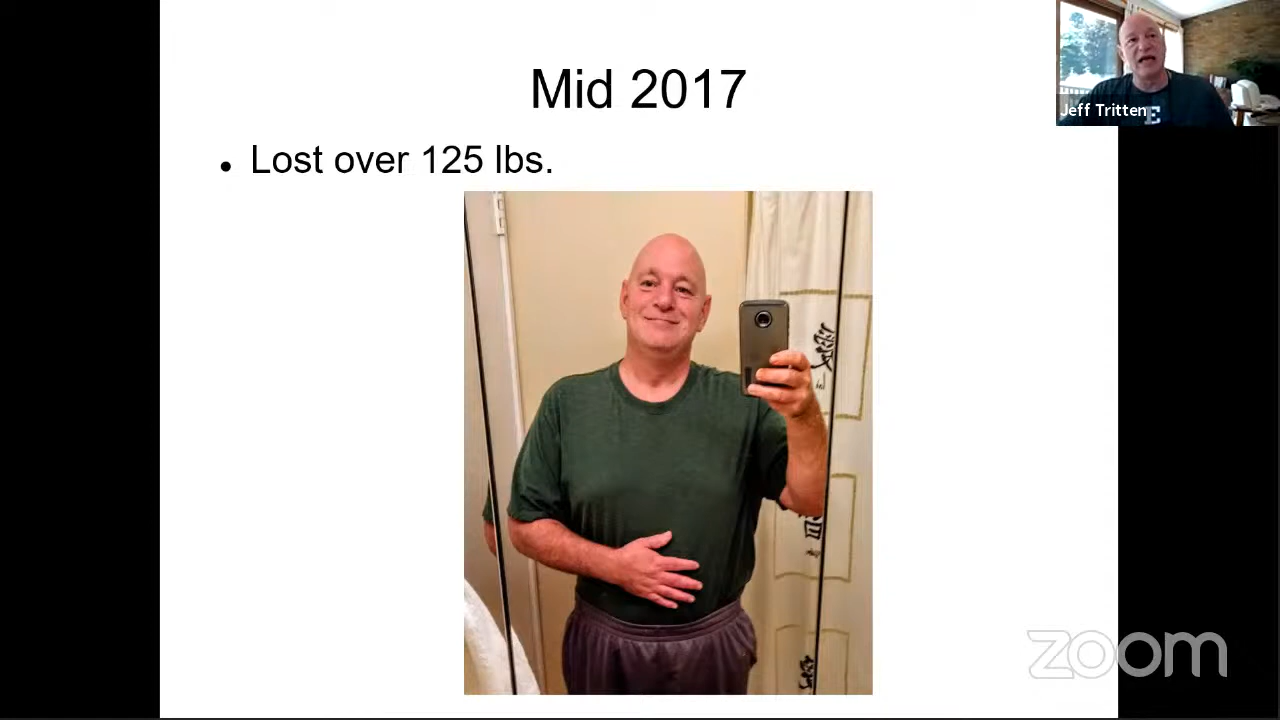 Mid 2017
• Lost over 125 lbs.
Jeff Tritten
E
zoom